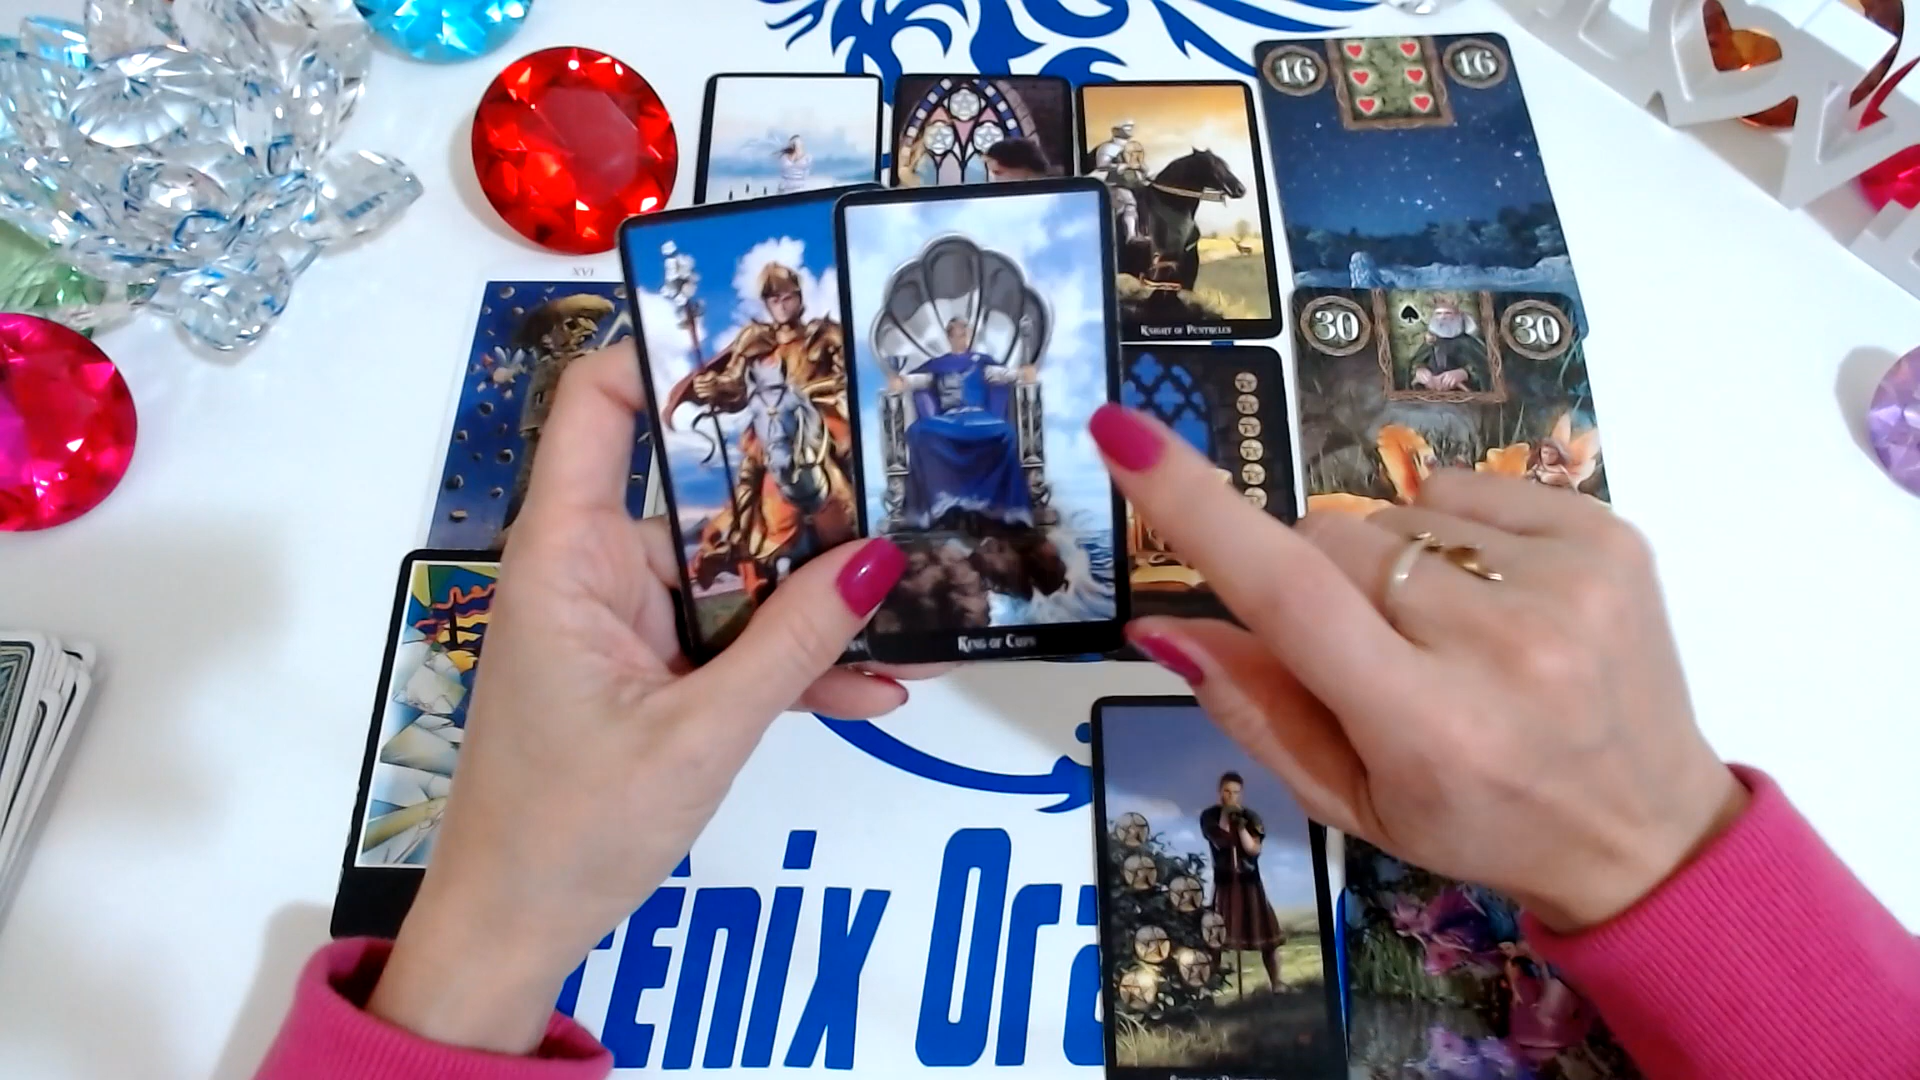 16 16
XVI
KNIGHT OF PENTACLES
30 30
KING OF CUPS
Fênix Ora